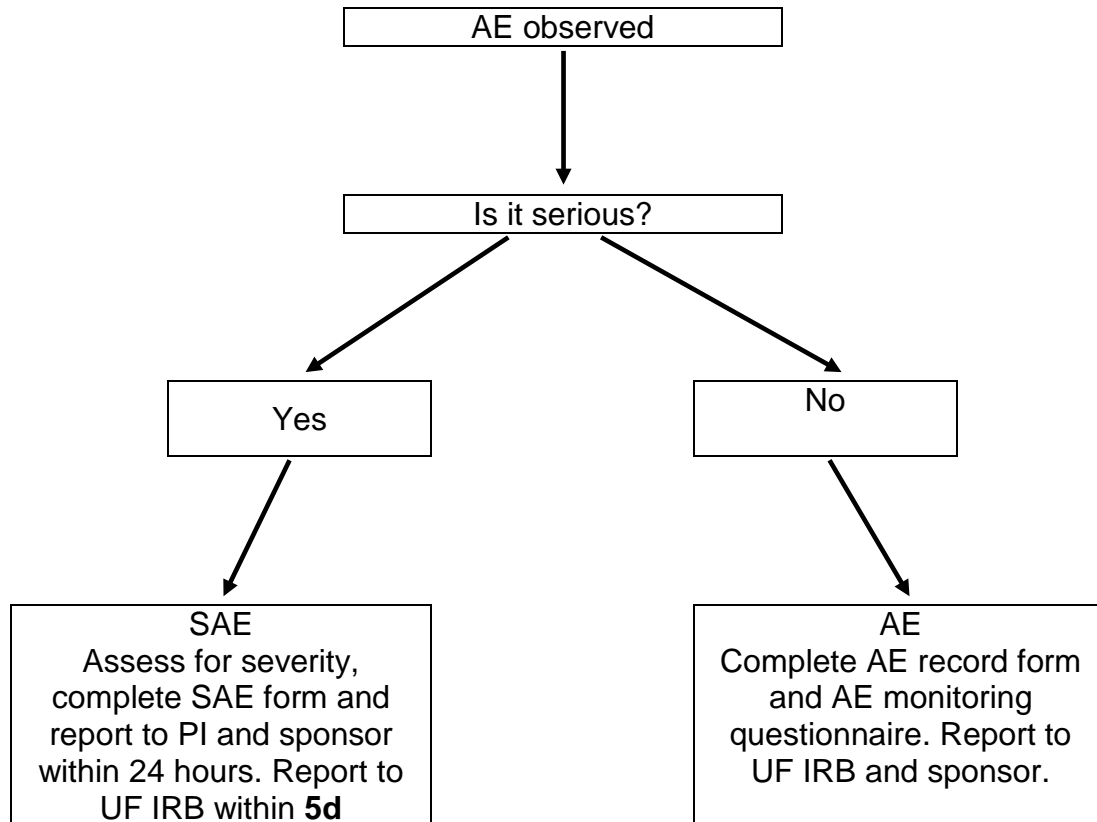 AE observed
Is it serious?
Yes
No
SAE
Assess for severity,
complete SAE form and
report to PI and sponsor
within 24 hours. Report to
UF IRB within 5d
AE
Complete AE record form
and AE monitoring
questionnaire. Report to
UF IRB and sponsor.